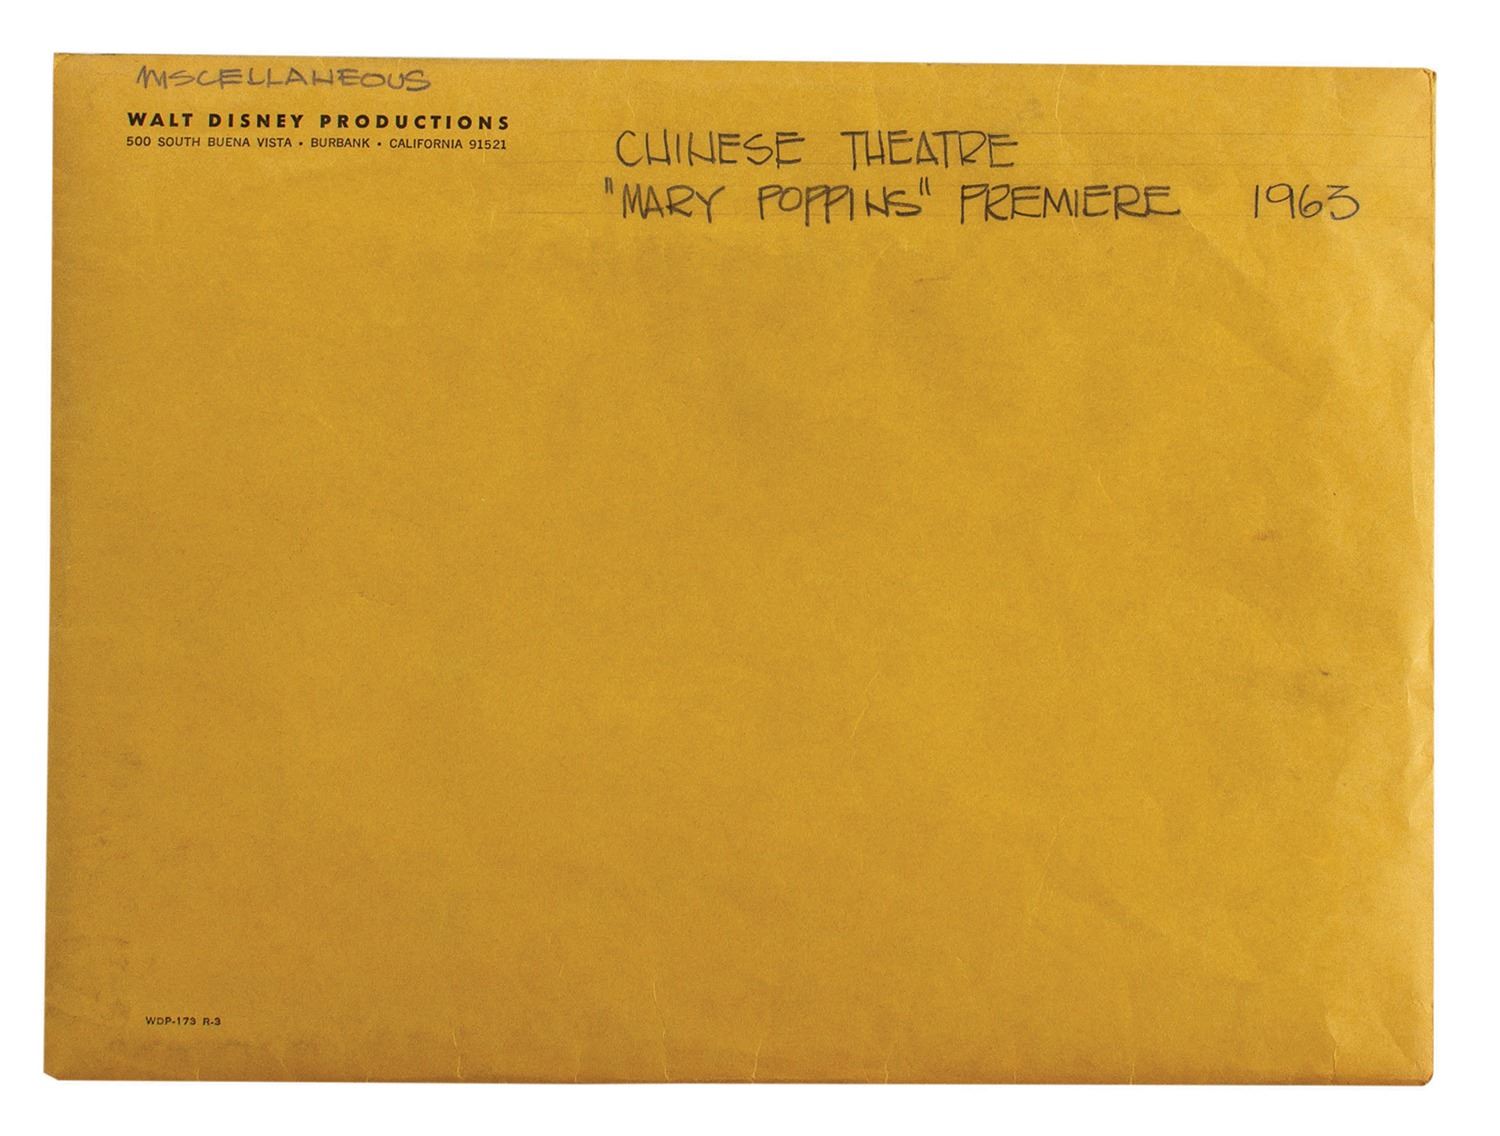 MISCELLANEOUS
WALT DISNEY PRODUCTIONS
500 SOUTH BUENA VISTA • BURBANK • CALIFORNIA 91521
CHINESE THEATRE
"MARY POPPINS" PREMIERE 1963
WDP-173 R-3